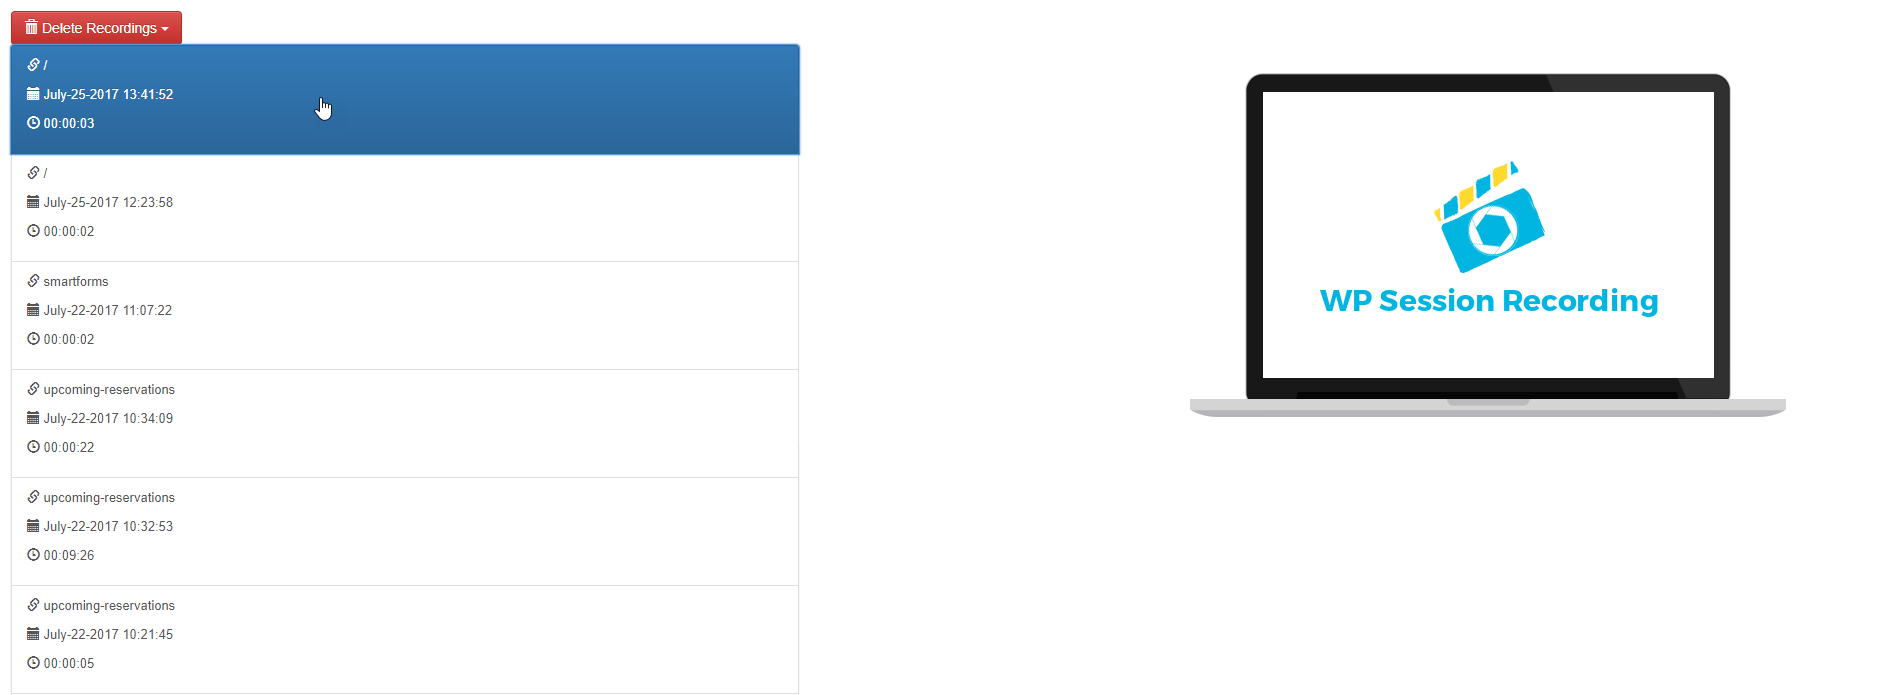 Delete Recordings
/
July-25-2017 13:41:52
00:00:03
/
July-25-2017 12:23:58
00:00:02
smartforms
July-22-2017 11:07:22
00:00:02
upcoming-reservations
July-22-2017 10:34:09
00:00:22
upcoming-reservations
July-22-2017 10:32:53
00:09:26
upcoming-reservations
July-22-2017 10:21:45
00:00:05
WP Session Recording